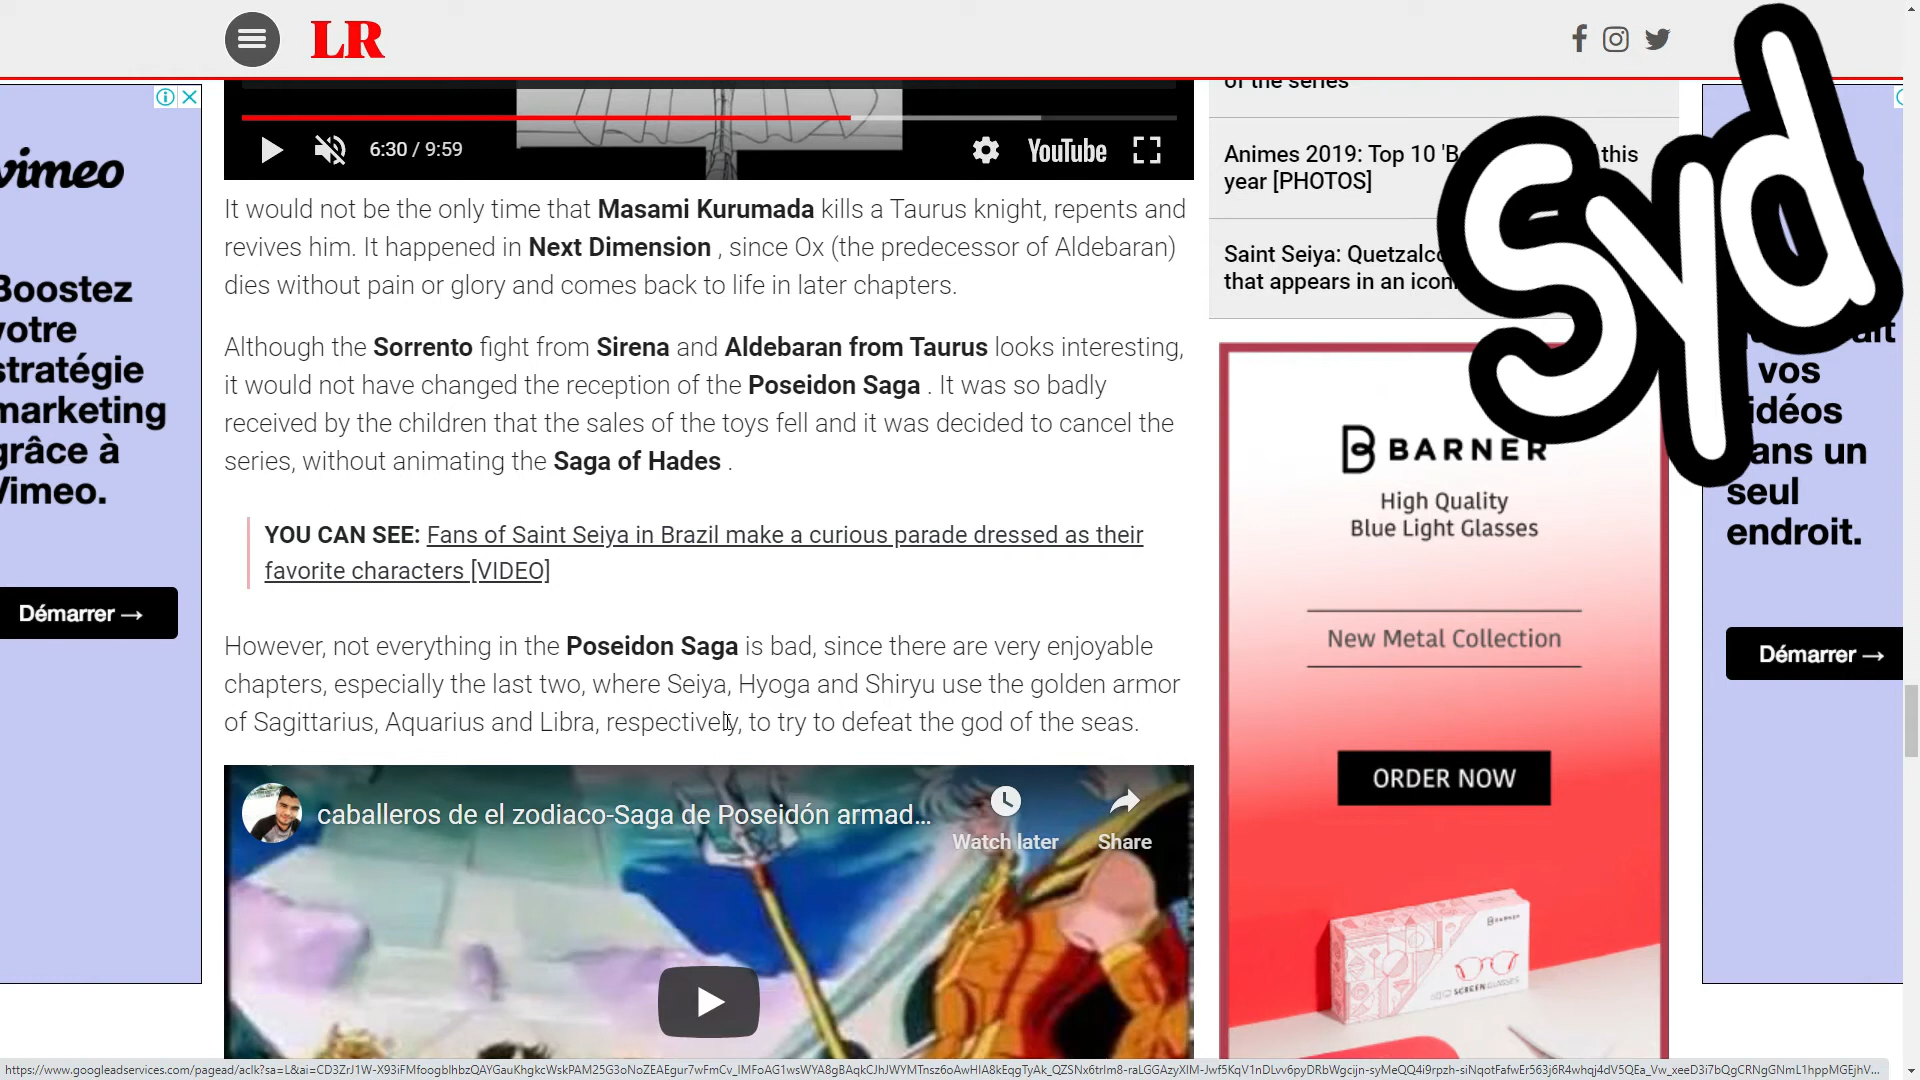 LR
6:30 / 9:59
YouTube
It would not be the only time that Masami Kurumada kills a Taurus knight, repents and
revives him. It happened in Next Dimension , since Ox (the predecessor of Aldebaran)
dies without pain or glory and comes back to life in later chapters.
Although the Sorrento fight from Sirena and Aldebaran from Taurus looks interesting,
it would not have changed the reception of the Poseidon Saga . It was so badly
received by the children that the sales of the toys fell and it was decided to cancel the
series, without animating the Saga of Hades .
YOU CAN SEE: Fans of Saint Seiya in Brazil make a curious parade dressed as their
favorite characters [VIDEO]
However, not everything in the Poseidon Saga is bad, since there are very enjoyable
chapters, especially the last two, where Seiya, Hyoga and Shiryu use the golden armor
of Sagittarius, Aquarius and Libra, respectively, to try to defeat the god of the seas.
caballeros de el zodiaco-Saga de Poseidón armad...
Watch later
Share
vimeo
Boostez
votre
stratégie
marketing
grâce à
Vimeo.
Démarrer →
of the series
Animes 2019: Top 10 this
year [PHOTOS]
Saint Seiya:
that appears in an
syd
BARNER
High Quality
Blue Light Glasses
New Metal Collection
ORDER NOW
BARNER
SCREEN GLASSES
vos
dans un
seul
endroit.
Démarrer →